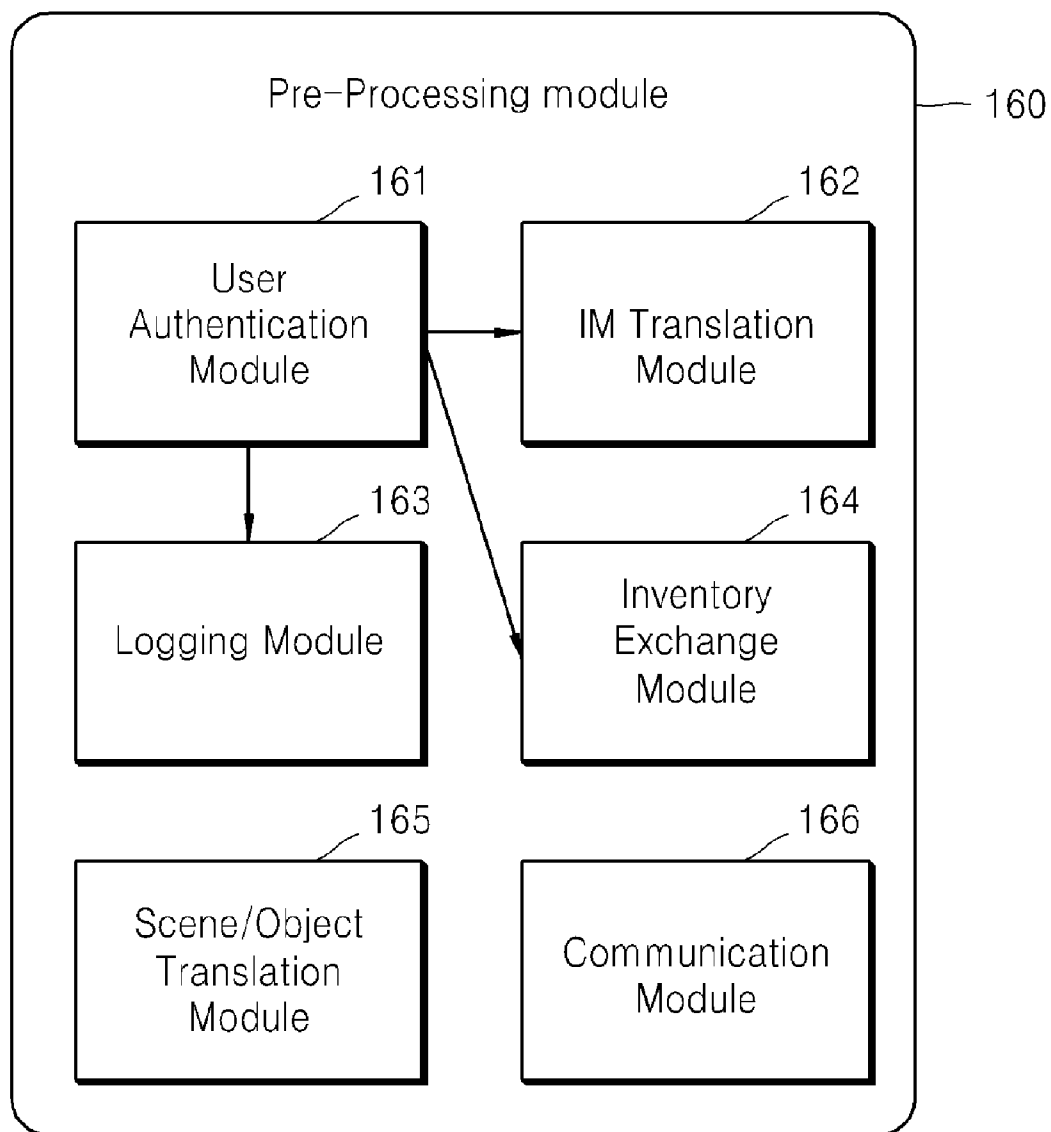 Pre-Processing module
160
161
User
Authentication
Module
162
IM Translation
Module
163
Logging Module
164
Inventory
Exchange
Module
165
Scene/Object
Translation
Module
166
Communication
Module